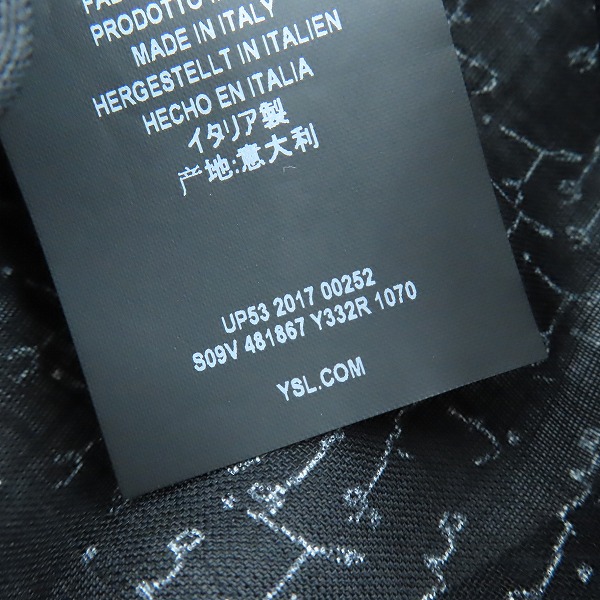 PRODOTTO IN
MADE IN ITALY
HERGESTELLT IN ITALIEN
HECHO EN ITALIA
イタリア製
产地:意大利
UP53 2017 00252
S09V 481867 Y332R 1070
YSL.COM